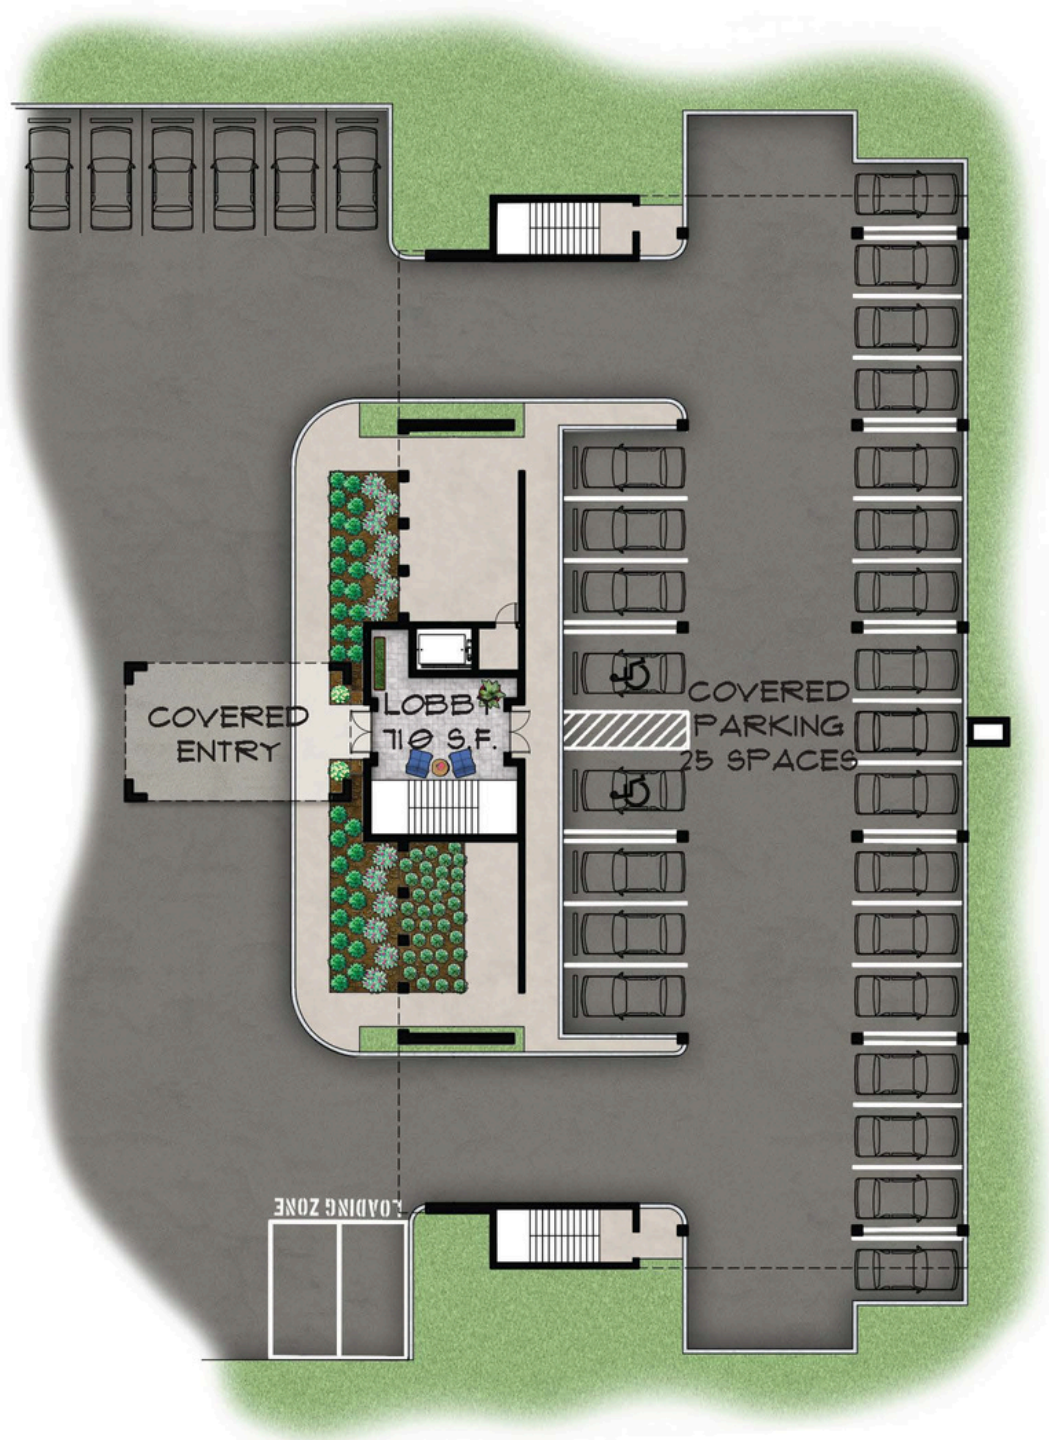 COVERED
ENTRY
LOBBY
710 S.F.
COVERED
PARKING
25 SPACES
LOADING ZONE